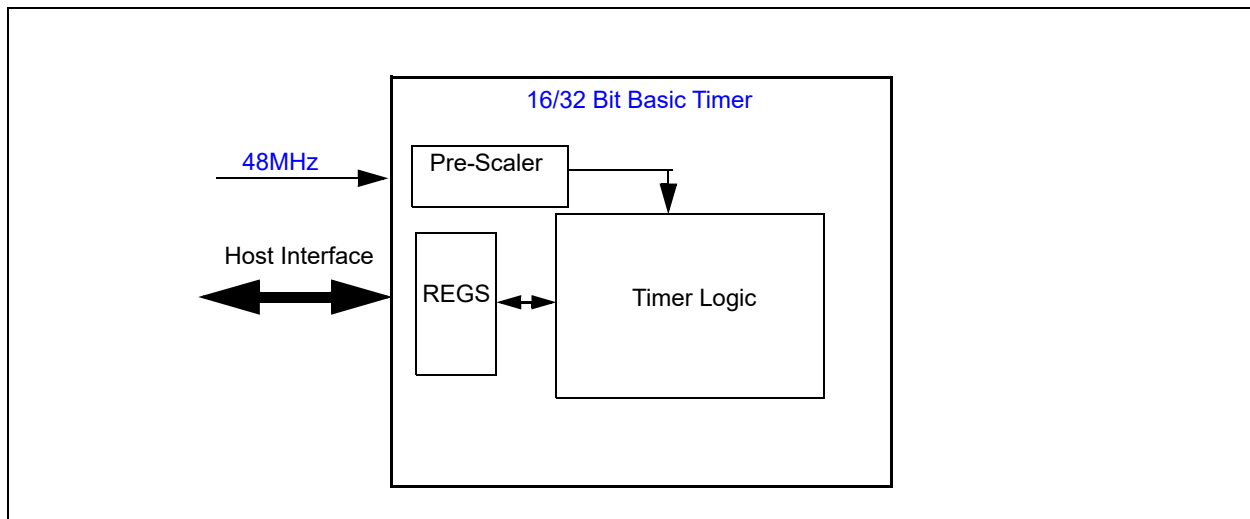 16/32 Bit Basic Timer
48MHz
Pre-Scaler
Host Interface
REGS
Timer Logic